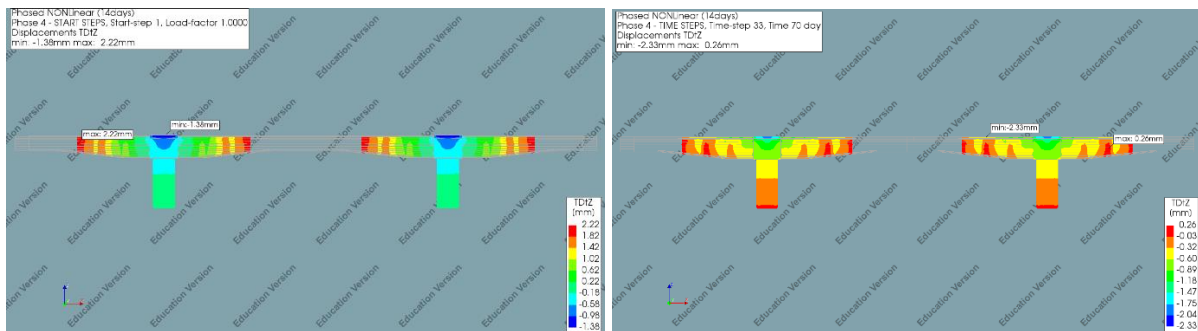 Phased NONLinear (14days)
Phase 4 - START STEPS, Start-step 1, Load-factor 1.0000
Displacements TDtZ
min: -1.38mm max: 2.22mm
min:-1.38mm
max: 2.22mm
TDtZ
(mm)
2.22
1.82
1.42
1.02
0.62
0.22
-0.18
-0.58
-0.98
-1.38
Education Version
Phased NONLinear (14days)
Phase 4 - TIME STEPS, Time-step 33, Time 70 day
Displacements TDtZ
min: -2.33mm max: 0.26mm
min:-2.33mm
max: 0.26mm
TDtZ
(mm)
0.26
-0.03
-0.32
-0.60
-0.89
-1.18
-1.47
-1.75
-2.04
-2.33
Education Version